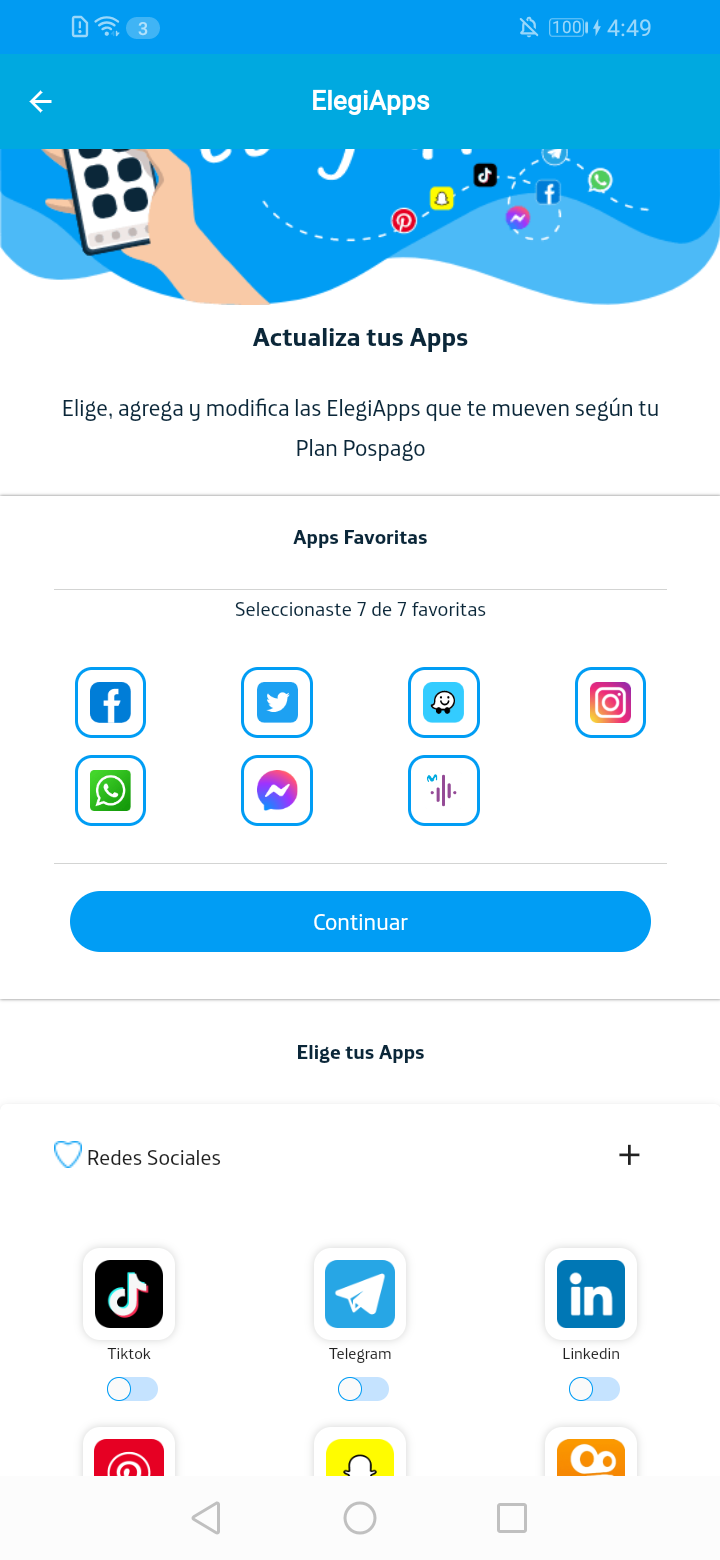 3
100
4:49
ElegiApps
Actualiza tus Apps
Elige, agrega y modifica las ElegiApps que te mueven según tu
Plan Pospago
Apps Favoritas
Seleccionaste 7 de 7 favoritas
Continuar
Elige tus Apps
Redes Sociales
Tiktok
Telegram
Linkedin